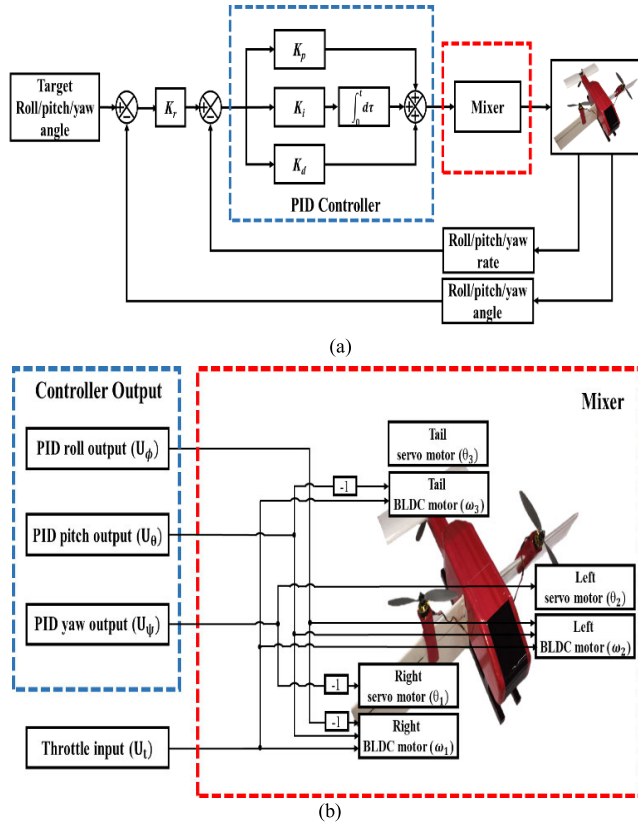 Target
Roll/pitch/yaw
angle
K_r
K_p
K_i
∫_0^t dτ
K_d
PID Controller
Mixer
Roll/pitch/yaw
rate
Roll/pitch/yaw
angle
(a)
Controller Output
PID roll output (U_ϕ)
PID pitch output (U_θ)
PID yaw output (U_ψ)
Throttle input (U_t)
Mixer
Tail
servo motor (θ_3)
-1
Tail
BLDC motor (ω_3)
Left
servo motor (θ_2)
Left
BLDC motor (ω_2)
-1
Right
servo motor (θ_1)
-1
Right
BLDC motor (ω_1)
(b)